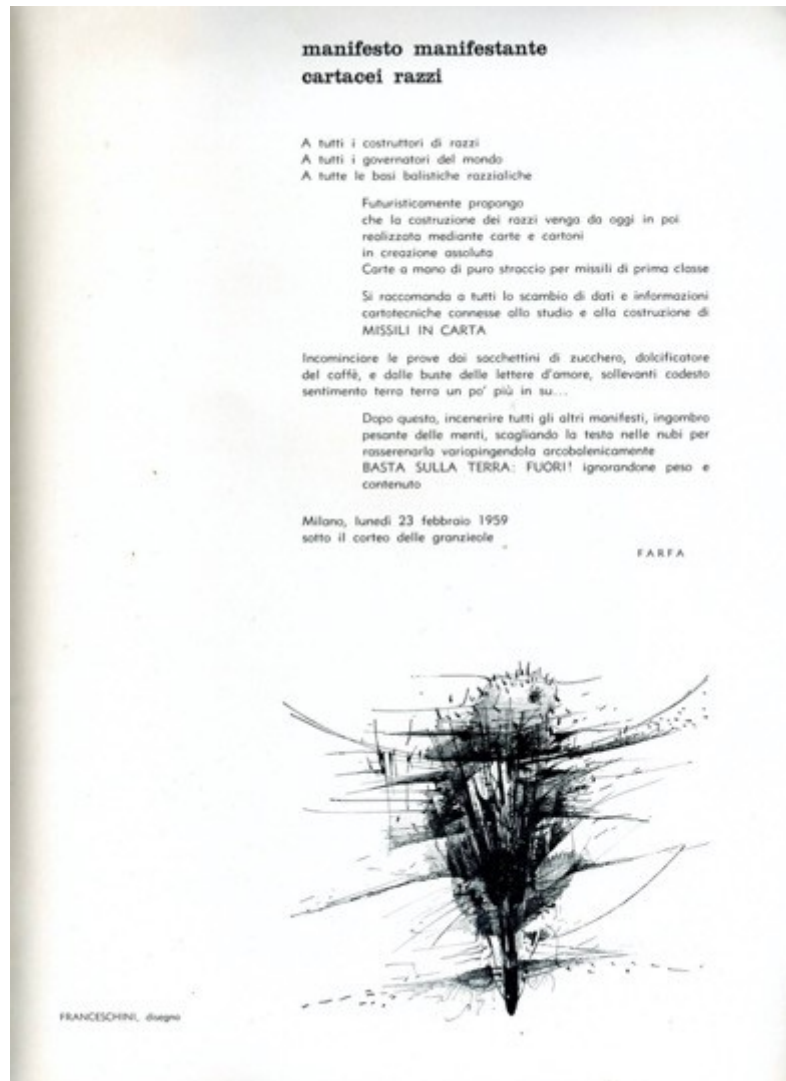 manifesto manifestante
cartacei razzi
A tutti i costruttori di razzi
A tutti i governatori del mondo
A tutte le basi balistiche razzialiche
Futuristicamente propongo
che la costruzione dei razzi venga da oggi in poi
realizzata mediante carte e cartoni
in creazione assoluta
Carte a mano di puro straccio per missili di prima classe
Si raccomanda a tutti lo scambio di dati e informazioni
cartotecniche connesse allo studio e alla costruzione di
MISSILI IN CARTA
Incominciare le prove dai sacchettini di zucchero, dolcificatore
del caffè, e dalle buste delle lettere d'amore, sollevanti codesto
sentimento terra terra un po' più in su...
Dopo questo, incenerire tutti gli altri manifesti, ingombro
pesante delle menti, scagliando la testa nelle nubi per
rasserenarla variopingendola arcobalenicamente
BASTA SULLA TERRA: FUORI! ignorandone peso e
contenuto
Milano, lunedì 23 febbraio 1959
sotto il corteo delle granzieole
FARFA
FRANCESCHINI, disegno